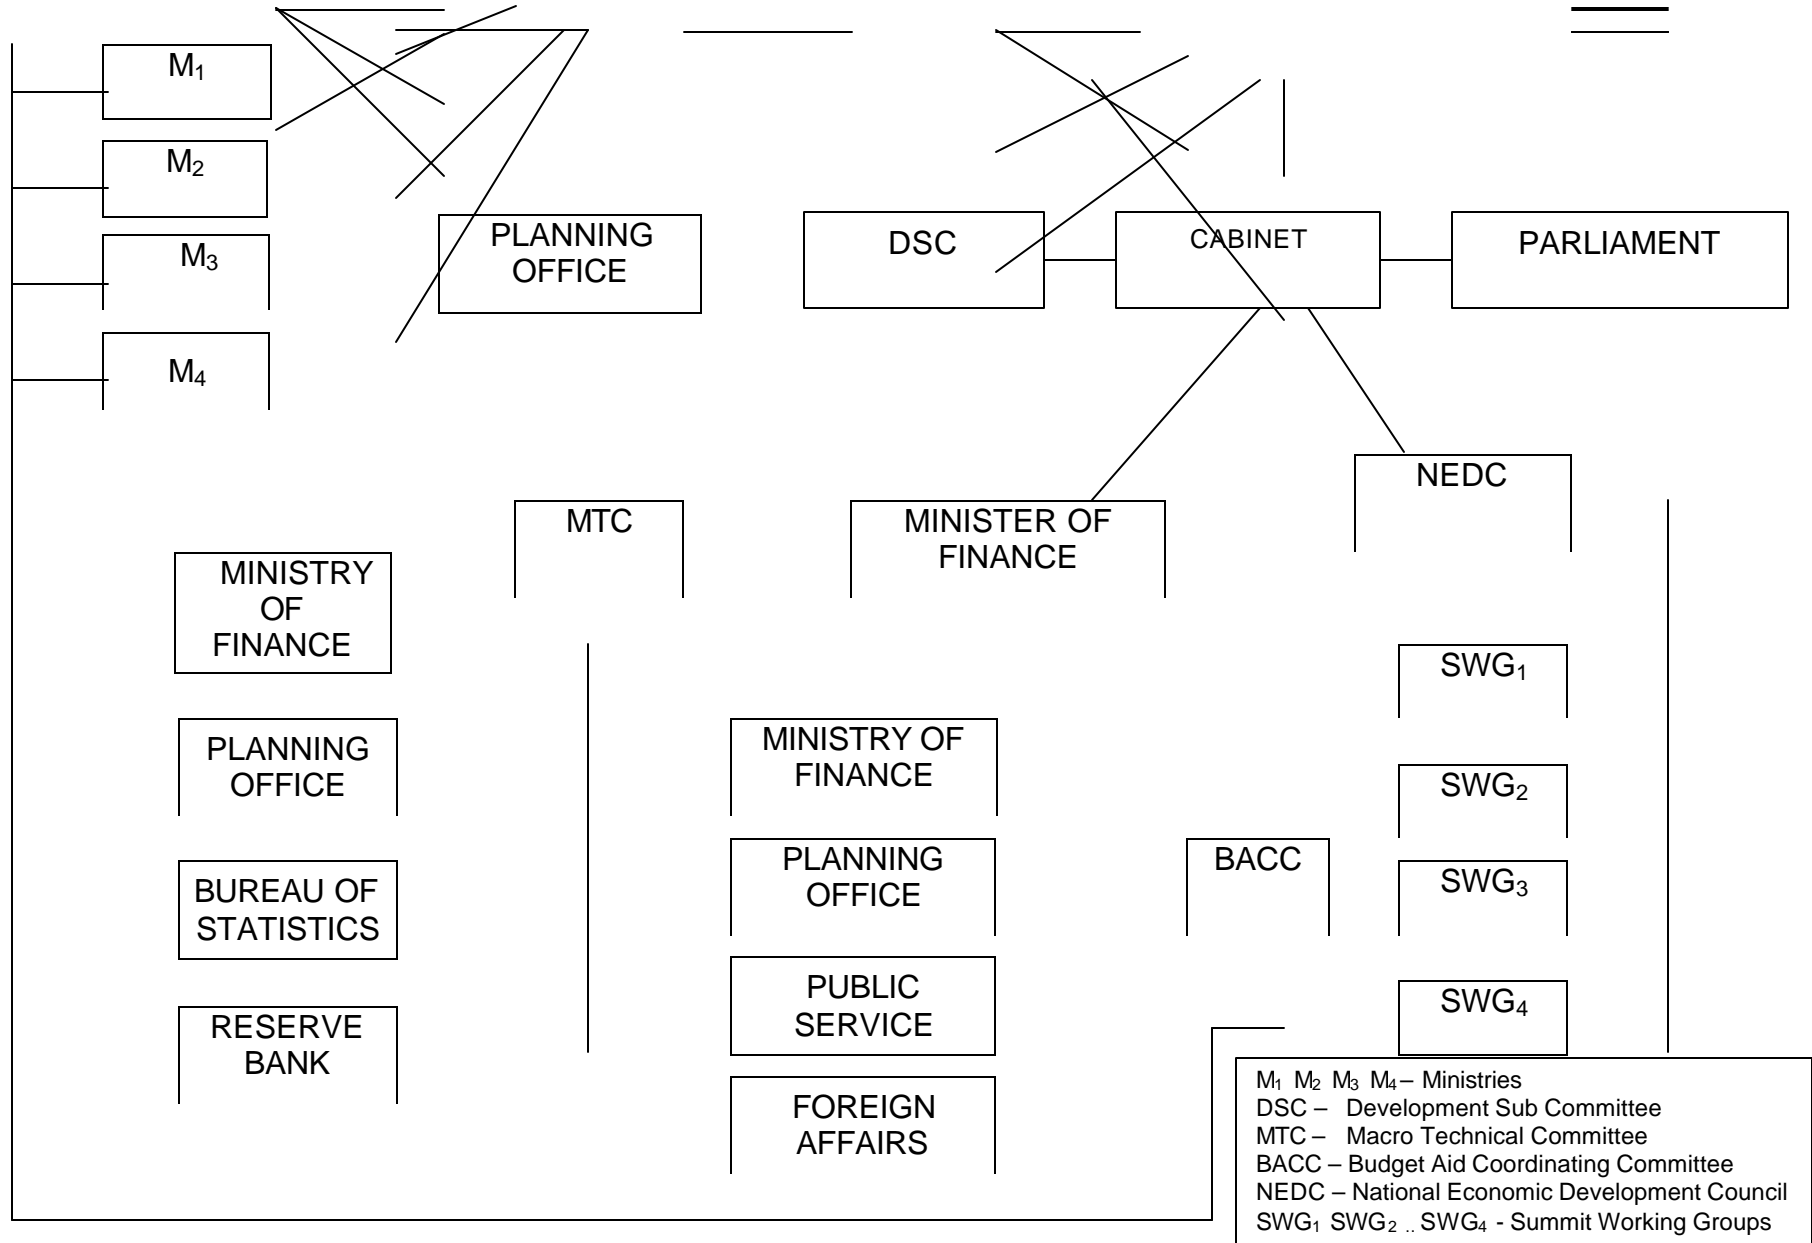 M1
M2
M3
M4
PLANNING
OFFICE
DSC
CABINET
PARLIAMENT
NEDC
MTC
MINISTER OF
FINANCE
MINISTRY
OF
FINANCE
PLANNING
OFFICE
BUREAU OF
STATISTICS
RESERVE
BANK
MINISTRY OF
FINANCE
PLANNING
OFFICE
PUBLIC
SERVICE
FOREIGN
AFFAIRS
BACC
SWG1
SWG2
SWG3
SWG4
M1 M2 M3 M4 – Ministries
DSC – Development Sub Committee
MTC – Macro Technical Committee
BACC – Budget Aid Coordinating Committee
NEDC – National Economic Development Council
SWG1 SWG2 .. SWG4 - Summit Working Groups